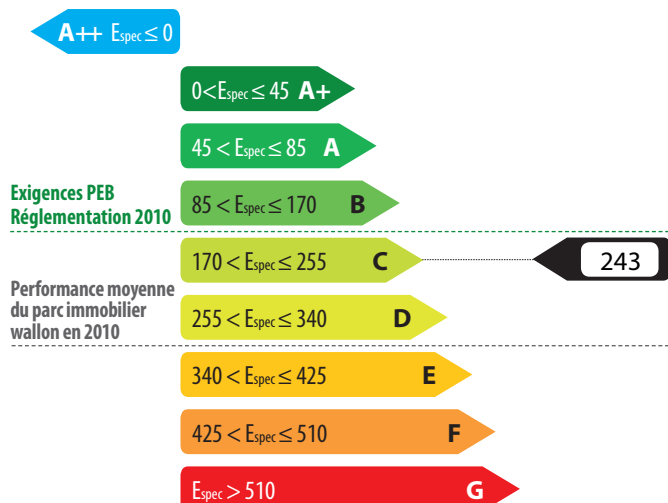 A++ Espec ≤ 0
0<Espec ≤ 45 A+
45 < Espec ≤ 85 A
Exigences PEB
Réglementation 2010
85 < Espec ≤ 170 B
170 < Espec ≤ 255 C
243
Performance moyenne
du parc immobilier
wallon en 2010
255 < Espec ≤ 340 D
340 < Espec ≤ 425 E
425 < Espec ≤ 510 F
Espec > 510 G